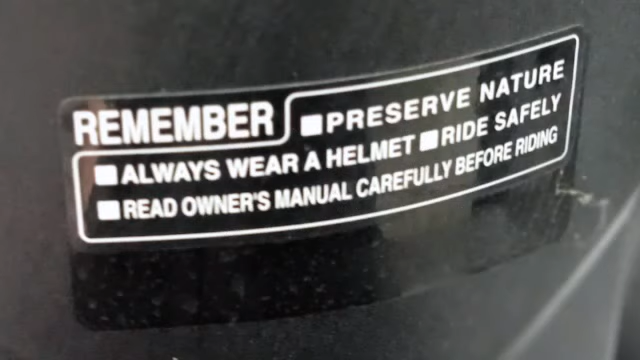 REMEMBER ■PRESERVE NATURE
■ALWAYS WEAR A HELMET ■RIDE SAFELY
■READ OWNER'S MANUAL CAREFULLY BEFORE RIDING